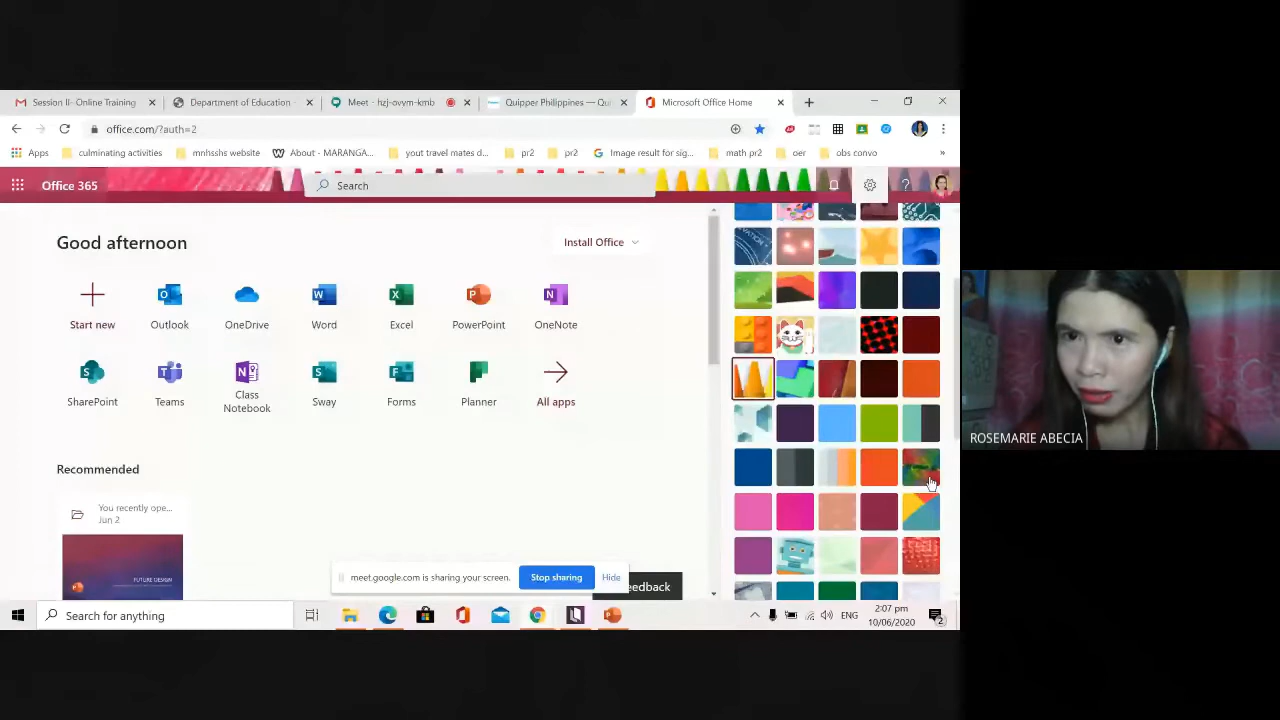 Session II- Online Training
Department of Education -
Meet - hzj-ovym-kmb
Quipper Philippines — Qui
Microsoft Office Home
office.com/?auth=2
Apps
culminating activities
mnhsshs website
About - MARANGA...
yout travel mates d...
pr2
pr2
Image result for sig...
math pr2
oer
obs convo
»
Office 365
Search
?
Good afternoon
Install Office
Start new
Outlook
OneDrive
Word
Excel
PowerPoint
OneNote
SharePoint
Teams
Class
Notebook
Sway
Forms
Planner
All apps
Recommended
You recently ope...
Jun 2
FUTURE DESIGN
meet.google.com is sharing your screen.
Stop sharing
Hide
eedback
Search for anything
ENG
2:07 pm
10/06/2020
2
ROSEMARIE ABECIA